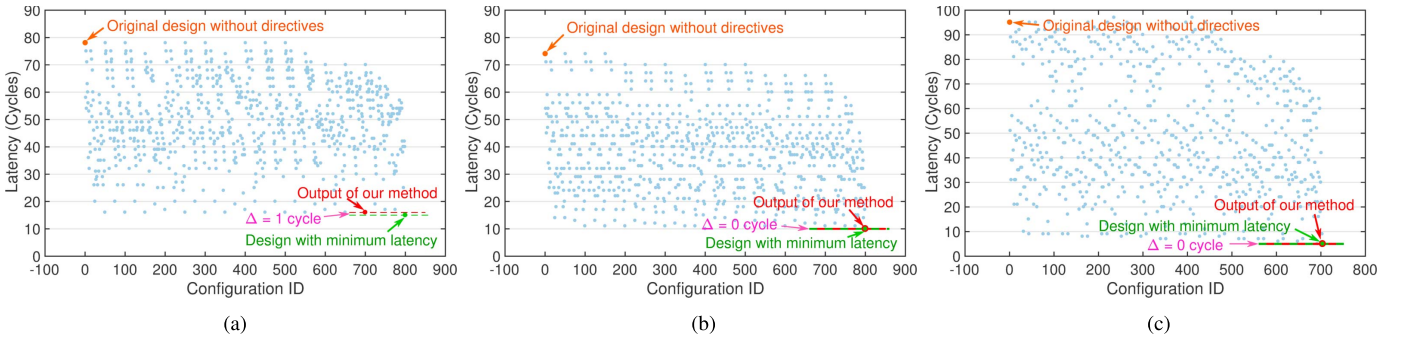 90
80
70
60
50
40
30
20
10
0
Latency (Cycles)
Original design without directives
Output of our method
Δ = 1 cycle
Design with minimum latency
-100 0 100 200 300 400 500 600 700 800 900
Configuration ID
(a)
90
80
70
60
50
40
30
20
10
0
Latency (Cycles)
Original design without directives
Output of our method
Δ = 0 cycle
Design with minimum latency
-100 0 100 200 300 400 500 600 700 800 900
Configuration ID
(b)
100
90
80
70
60
50
40
30
20
10
0
Latency (Cycles)
Original design without directives
Output of our method
Design with minimum latency
Δ = 0 cycle
-100 0 100 200 300 400 500 600 700 800
Configuration ID
(c)